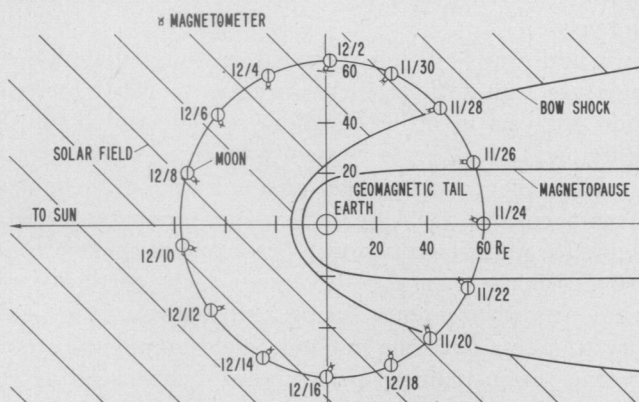 MAGNETOMETER
12/2
12/4
60
11/30
12/6
40
11/28
BOW SHOCK
SOLAR FIELD
MOON
11/26
12/8
20
GEOMAGNETIC TAIL
MAGNETOPAUSE
EARTH
11/24
TO SUN
20
40
60 RE
12/10
11/22
12/12
11/20
12/14
12/16
12/18